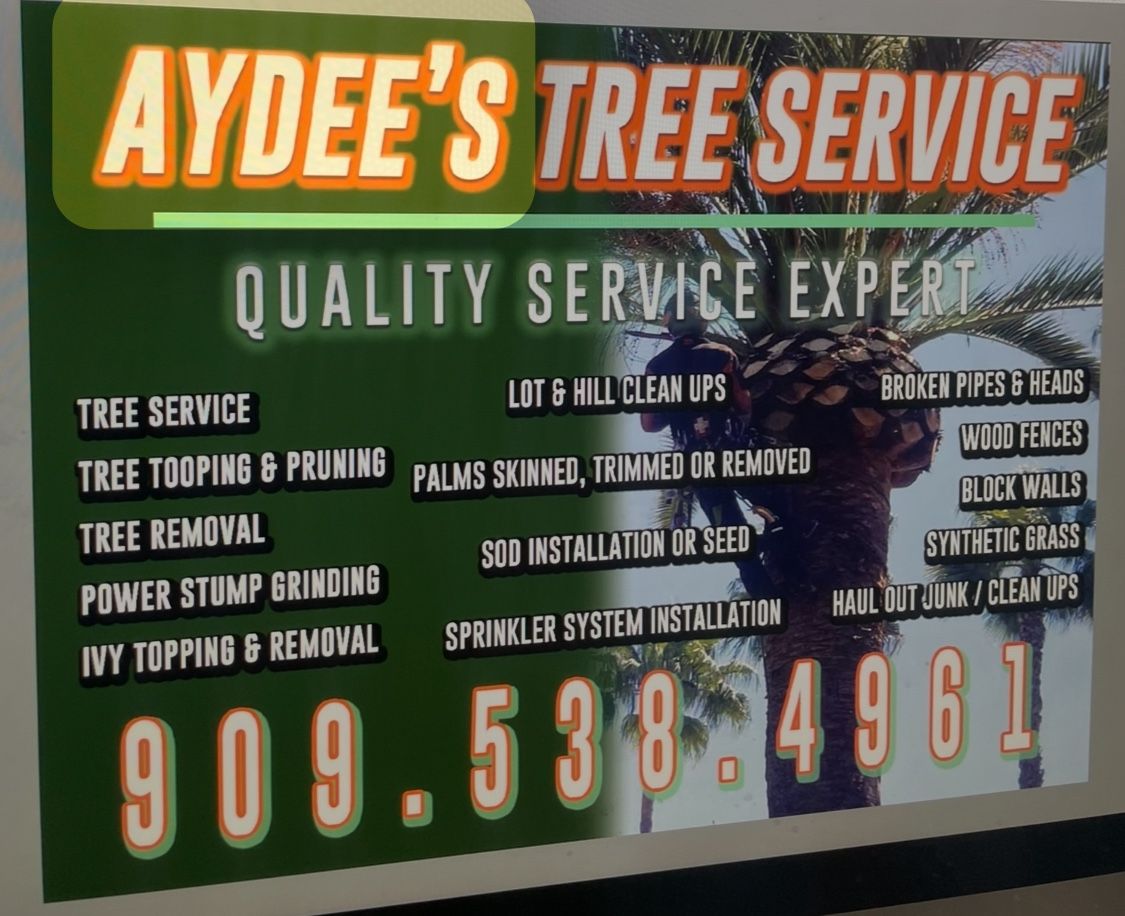 AYDEE'S TREE SERVICE
QUALITY SERVICE EXPERT
TREE SERVICE
TREE TOOPING & PRUNING
TREE REMOVAL
POWER STUMP GRINDING
IVY TOPPING & REMOVAL
LOT & HILL CLEAN UPS
PALMS SKINNED, TRIMMED OR REMOVED
SOD INSTALLATION OR SEED
SPRINKLER SYSTEM INSTALLATION
BROKEN PIPES & HEADS
WOOD FENCES
BLOCK WALLS
SYNTHETIC GRASS
HAUL OUT JUNK / CLEAN UPS
909.538.4961